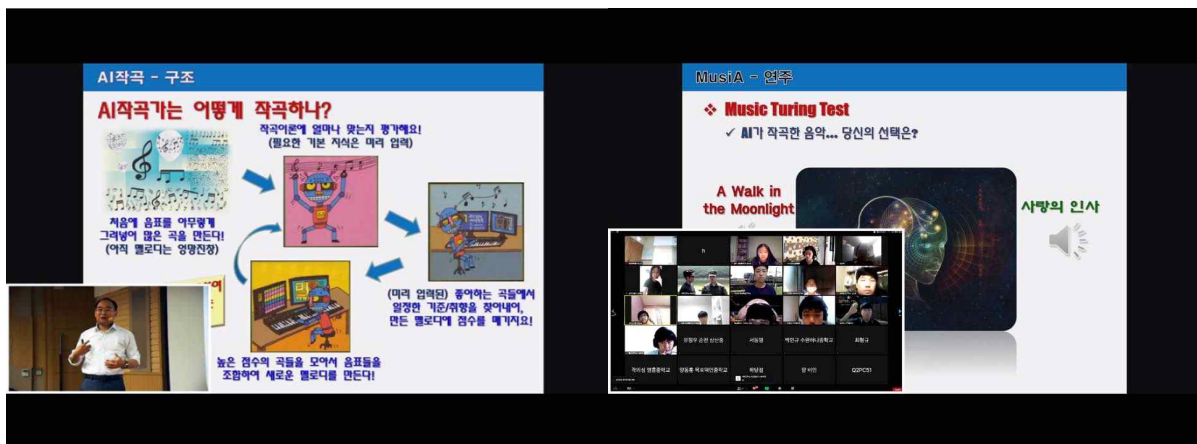 AI작곡 - 구조
AI작곡가는 어떻게 작곡하나?
작곡이론에 얼마나 맞는지 평가해요!
(필요한 기본 지식은 미리 입력)
처음에 음표를 아무렇게
그려넣어 많은 곡을 만든다!
(아직 멜로디는 엉망진창)
(미리 입력된) 좋아하는 곡들에서
일정한 기준/취향을 찾아내어,
만든 멜로디에 점수를 매기지요!
높은 점수의 곡들을 모아서 음표들을
조합하여 새로운 멜로디를 만든다!
MusiA - 연주
❖ Music Turing Test
✓ AI가 작곡한 음악... 당신의 선택은?
A Walk in
the Moonlight
사랑의 인사
h
서동명
최형규
Q2PC51